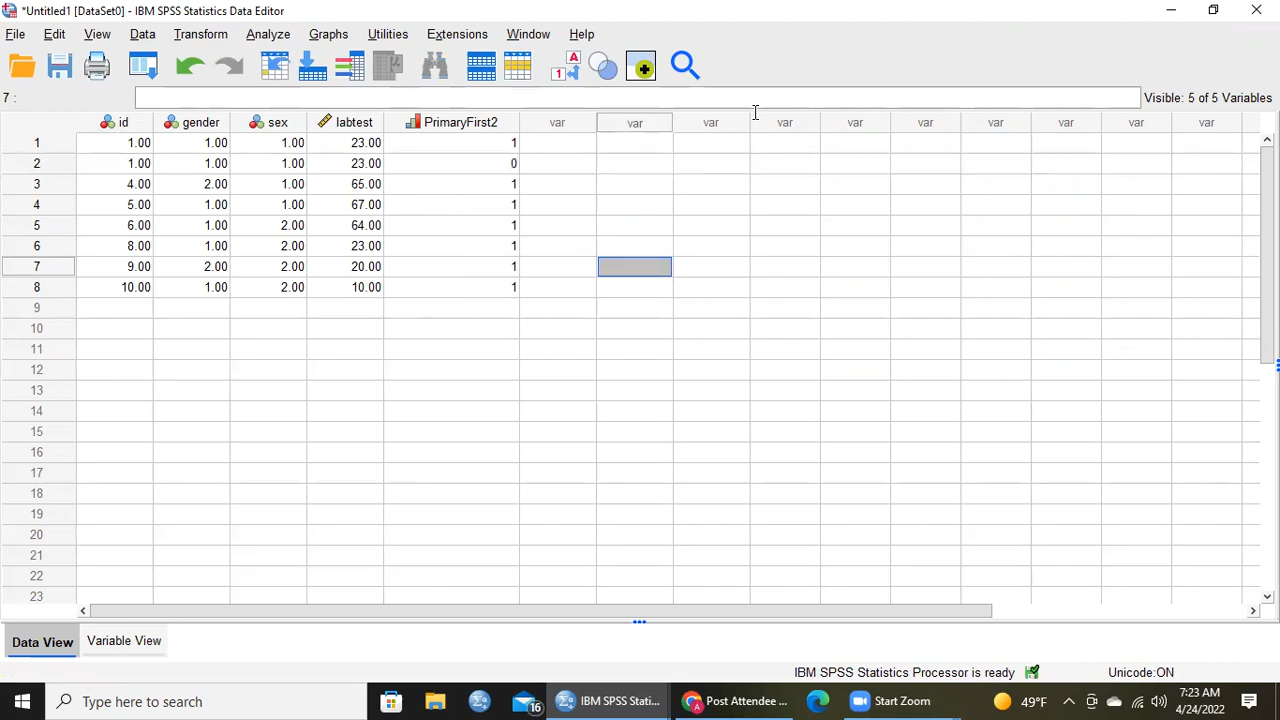 *Untitled1 [DataSet0] - IBM SPSS Statistics Data Editor
File Edit View Data Transform Analyze Graphs Utilities Extensions Window Help
7 : Visible: 5 of 5 Variables
id gender sex labtest PrimaryFirst2 var var var var var var var var var var
1 1.00 1.00 1.00 23.00 1
2 1.00 1.00 1.00 23.00 0
3 4.00 2.00 1.00 65.00 1
4 5.00 1.00 1.00 67.00 1
5 6.00 1.00 2.00 64.00 1
6 8.00 1.00 2.00 23.00 1
7 9.00 2.00 2.00 20.00 1
8 10.00 1.00 2.00 10.00 1
9
10
11
12
13
14
15
16
17
18
19
20
21
22
23
Data View Variable View
IBM SPSS Statistics Processor is ready Unicode:ON
Type here to search 16 IBM SPSS Stati... Post Attendee ... Start Zoom 49°F 7:23 AM
4/24/2022